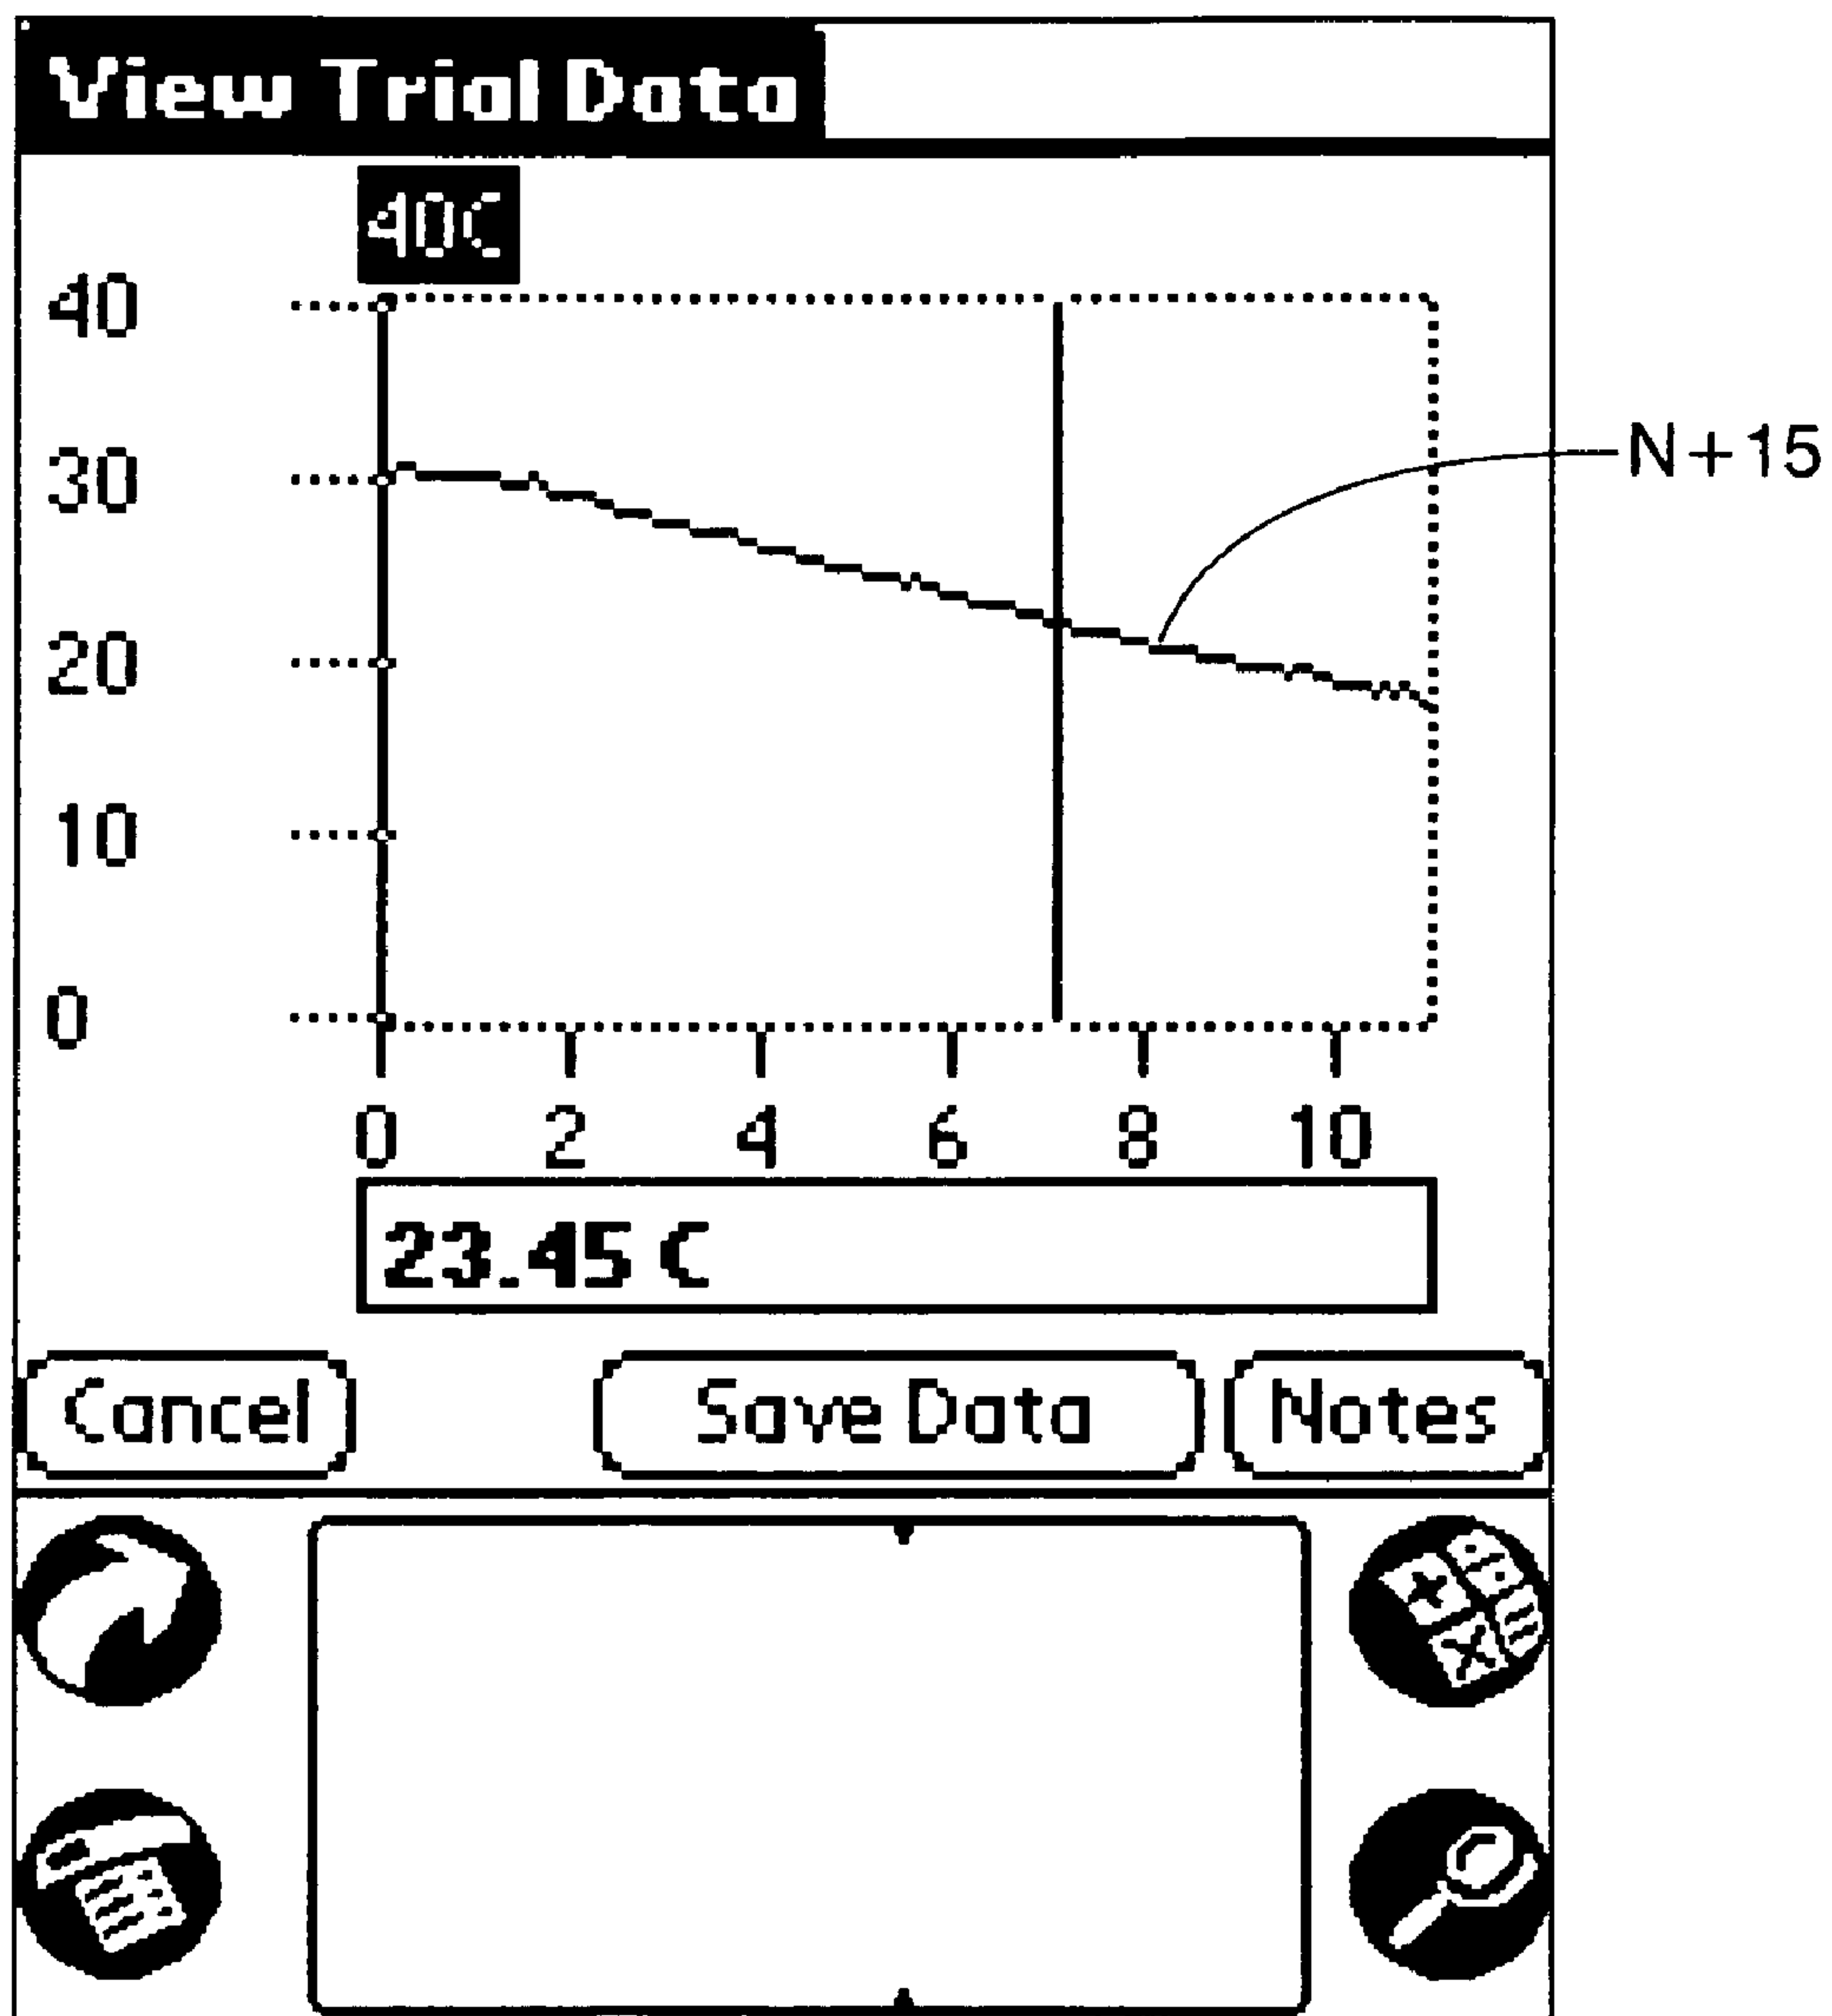 View Trial Data
40C
40
30
N+15
20
10
0
0 2 4 6 8 10
23.45 C
Cancel Save Data Notes